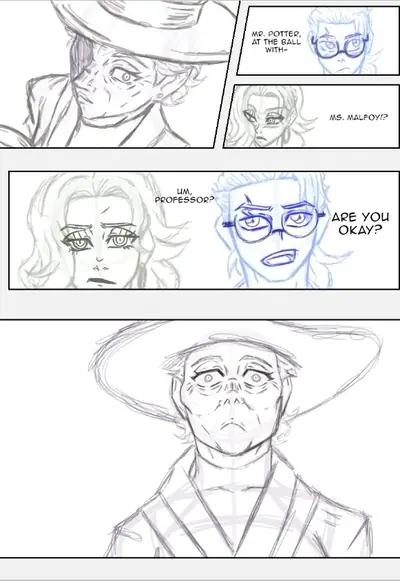 MR. POTTER,
AT THE BALL
WITH-
MS. MALFOY!?
UM,
PROFESSOR?
ARE YOU
OKAY?